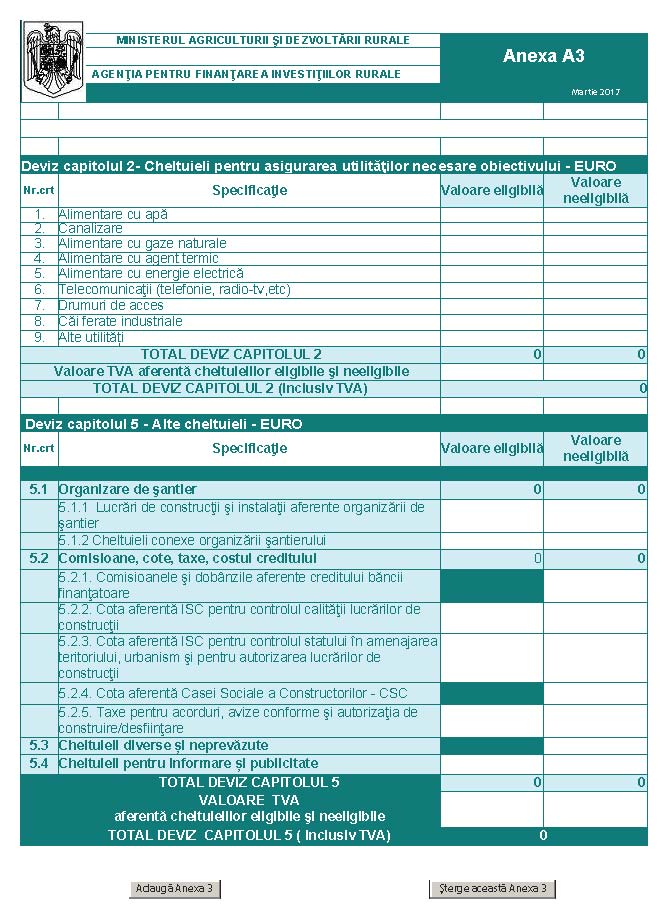 MINISTERUL AGRICULTURII ŞI DEZVOLTĂRII RURALE
Anexa A3
AGENŢIA PENTRU FINANŢAREA INVESTIŢIILOR RURALE
Martie 2017
Deviz capitolul 2- Cheltuieli pentru asigurarea utilităţilor necesare obiectivului - EURO
Nr.crt Specificaţie Valoare eligibilă Valoare neeligibilă
1. Alimentare cu apă
2. Canalizare
3. Alimentare cu gaze naturale
4. Alimentare cu agent termic
5. Alimentare cu energie electrică
6. Telecomunicaţii (telefonie, radio-tv,etc)
7. Drumuri de acces
8. Căi ferate industriale
9. Alte utilităţi
TOTAL DEVIZ CAPITOLUL 2 0 0
Valoare TVA aferentă cheltuielilor eligibile şi neeligibile
TOTAL DEVIZ CAPITOLUL 2 (inclusiv TVA) 0
Deviz capitolul 5 - Alte cheltuieli - EURO
Nr.crt Specificaţie Valoare eligibilă Valoare neeligibilă
5.1 Organizare de şantier 0 0
5.1.1 Lucrări de construcţii şi instalaţii aferente organizării de
şantier
5.1.2 Cheltuieli conexe organizării şantierului
5.2 Comisioane, cote, taxe, costul creditului 0 0
5.2.1. Comisioanele şi dobânzile aferente creditului băncii
finanţatoare
5.2.2. Cota aferentă ISC pentru controlul calităţii lucrărilor de
construcţii
5.2.3. Cota aferentă ISC pentru controlul statului în amenajarea
teritoriului, urbanism şi pentru autorizarea lucrărilor de
construcţii
5.2.4. Cota aferentă Casei Sociale a Constructorilor - CSC
5.2.5. Taxe pentru acorduri, avize conforme şi autorizaţia de
construire/desfiinţare
5.3 Cheltuieli diverse și neprevăzute
5.4 Cheltuieli pentru informare și publicitate
TOTAL DEVIZ CAPITOLUL 5 0 0
VALOARE TVA
aferentă cheltuielilor eligibile şi neeligibile
TOTAL DEVIZ CAPITOLUL 5 ( inclusiv TVA) 0
Adaugă Anexa 3
Şterge această Anexa 3